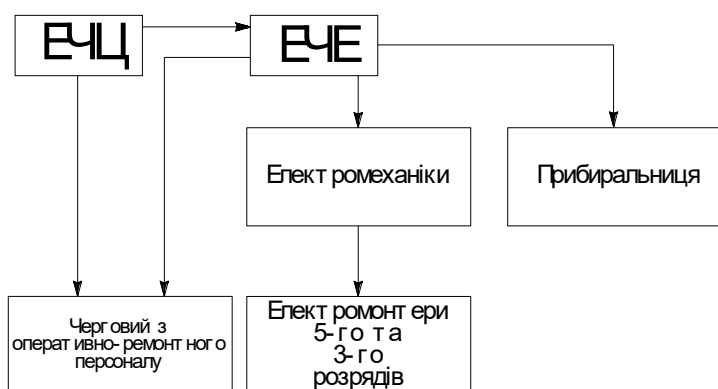 ЕЧЦ
ЕЧЕ
Електромеханіки
Прибиральниця
Черговий з
оперативно-ремонтного
персоналу
Електромонтери
5-го та
3-го
розрядів